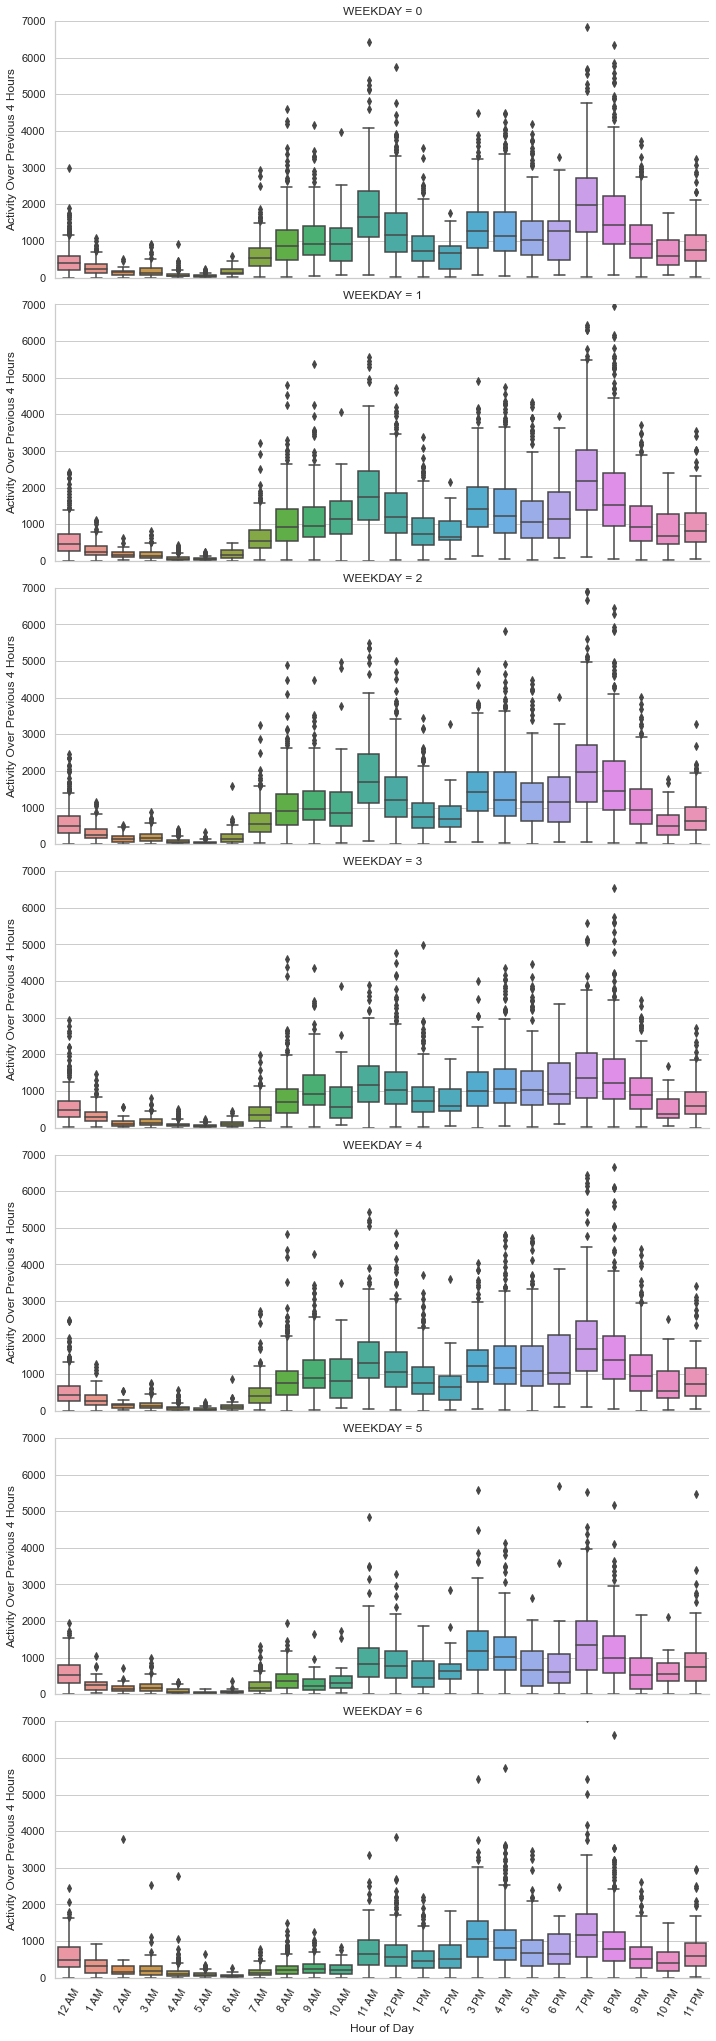 WEEKDAY = 0
7000
6000
5000
4000
3000
2000
1000
0
Activity Over Previous 4 Hours
WEEKDAY = 1
7000
6000
5000
4000
3000
2000
1000
0
Activity Over Previous 4 Hours
WEEKDAY = 2
7000
6000
5000
4000
3000
2000
1000
0
Activity Over Previous 4 Hours
WEEKDAY = 3
7000
6000
5000
4000
3000
2000
1000
0
Activity Over Previous 4 Hours
WEEKDAY = 4
7000
6000
5000
4000
3000
2000
1000
0
Activity Over Previous 4 Hours
WEEKDAY = 5
7000
6000
5000
4000
3000
2000
1000
0
Activity Over Previous 4 Hours
WEEKDAY = 6
7000
6000
5000
4000
3000
2000
1000
0
Activity Over Previous 4 Hours
12 AM
1 AM
2 AM
3 AM
4 AM
5 AM
6 AM
7 AM
8 AM
9 AM
10 AM
11 AM
12 PM
1 PM
2 PM
3 PM
4 PM
5 PM
6 PM
7 PM
8 PM
9 PM
10 PM
11 PM
Hour of Day